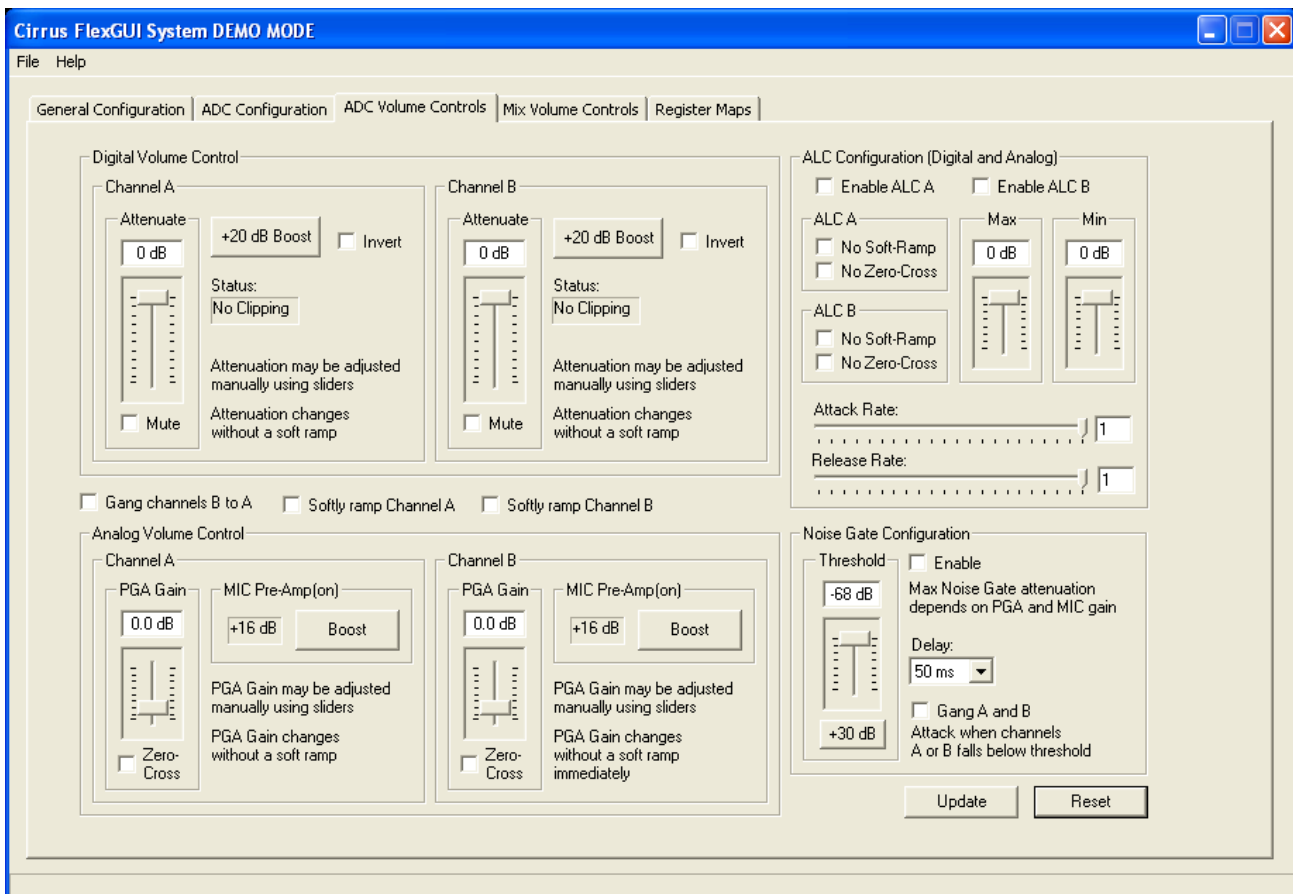 Cirrus FlexGUI System DEMO MODE
File Help
General Configuration ADC Configuration ADC Volume Controls Mix Volume Controls Register Maps
Digital Volume Control
Channel A
Attenuate
0 dB
+20 dB Boost
Invert
Status:
No Clipping
Attenuation may be adjusted
manually using sliders
Attenuation changes
without a soft ramp
Mute
Channel B
Attenuate
0 dB
+20 dB Boost
Invert
Status:
No Clipping
Attenuation may be adjusted
manually using sliders
Attenuation changes
without a soft ramp
Mute
Gang channels B to A
Softly ramp Channel A
Softly ramp Channel B
Analog Volume Control
Channel A
PGA Gain
0.0 dB
MIC Pre-Amp(on)
+16 dB
Boost
PGA Gain may be adjusted
manually using sliders
PGA Gain changes
without a soft ramp
Zero-
Cross
Channel B
PGA Gain
0.0 dB
MIC Pre-Amp(on)
+16 dB
Boost
PGA Gain may be adjusted
manually using sliders
PGA Gain changes
without a soft ramp
immediately
Zero-
Cross
ALC Configuration (Digital and Analog)
Enable ALC A
Enable ALC B
ALC A
No Soft-Ramp
No Zero-Cross
ALC B
No Soft-Ramp
No Zero-Cross
Max
0 dB
Min
0 dB
Attack Rate:
1
Release Rate:
1
Noise Gate Configuration
Threshold
-68 dB
+30 dB
Enable
Max Noise Gate attenuation
depends on PGA and MIC gain
Delay:
50 ms
Gang A and B
Attack when channels
A or B falls below threshold
Update
Reset